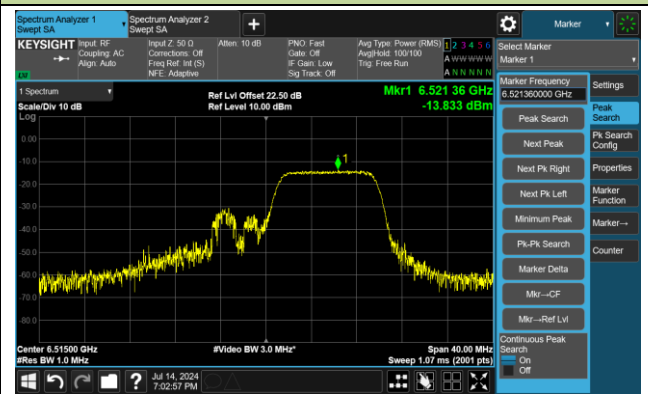 Spectrum Analyzer 1
Swept SA
Spectrum Analyzer 2
Swept SA
+
Marker
KEYSIGHT
Input: RF
Coupling: AC
Align: Auto
Input Z: 50 Ω
Corrections: Off
Freq Ref: Int (S)
NFE: Adaptive
Atten: 10 dB
PNO: Fast
Gate: Off
IF Gain: Low
Sig Track: Off
Avg Type: Power (RMS)
Avg|Hold: 100/100
Trig: Free Run
1 2 3 4 5 6
A W W W W W
A N N N N N
LXI
Select Marker
Marker 1
1 Spectrum
Scale/Div 10 dB
Log
Ref Lvl Offset 22.50 dB
Ref Level 10.00 dBm
Mkr1 6.521 36 GHz
-13.833 dBm
0.00
-10.0
-20.0
-30.0
-40.0
-50.0
-60.0
-70.0
-80.0
1
Center 6.51500 GHz
#Res BW 1.0 MHz
#Video BW 3.0 MHz*
Span 40.00 MHz
Sweep 1.07 ms (2001 pts)
Marker Frequency
6.521360000 GHz
Peak Search
Next Peak
Next Pk Right
Next Pk Left
Minimum Peak
Pk-Pk Search
Marker Delta
Mkr→CF
Mkr→Ref Lvl
Continuous Peak
Search
On
Off
Settings
Peak
Search
Pk Search
Config
Properties
Marker
Function
Marker→
Counter
?
Jul 14, 2024
7:02:57 PM